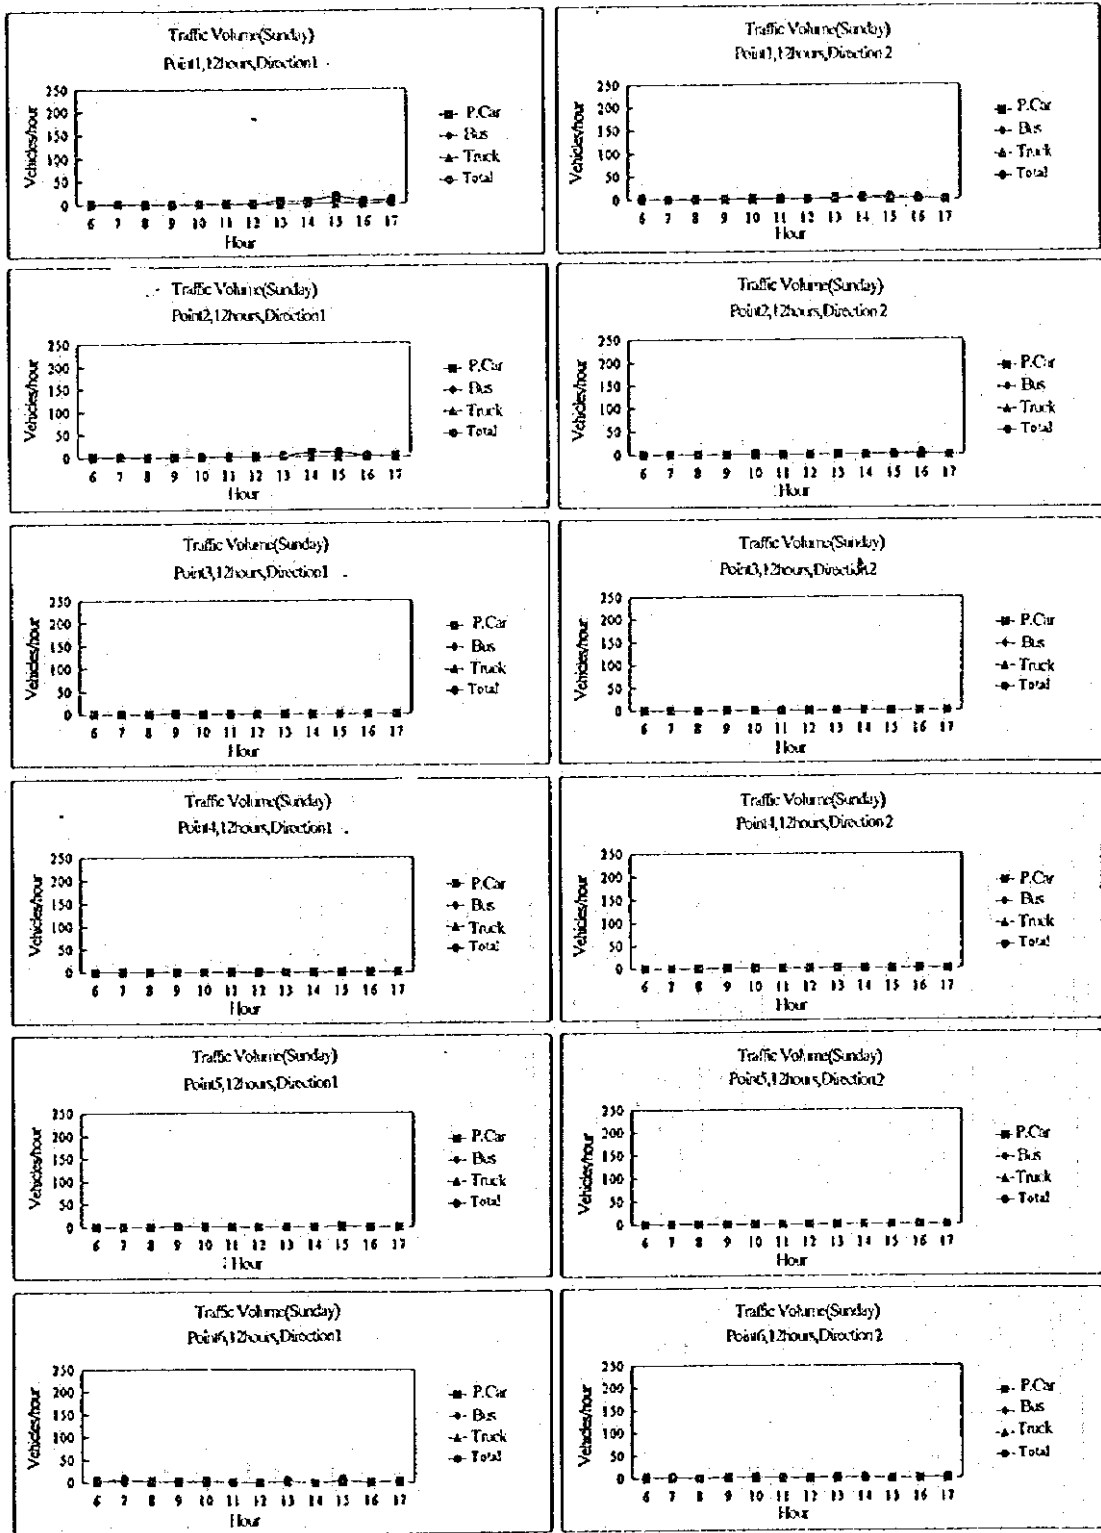 Traffic Volume(Sunday)
Point1,12hours,Direction1
Vehicles/hour
250
200
150
100
50
0
6 7 8 9 10 11 12 13 14 15 16 17
Hour
P.Car
Bus
Truck
Total
Traffic Volume(Sunday)
Point1,12hours,Direction2
Vehicles/hour
250
200
150
100
50
0
6 7 8 9 10 11 12 13 14 15 16 17
Hour
P.Car
Bus
Truck
Total
Traffic Volume(Sunday)
Point2,12hours,Direction1
Vehicles/hour
250
200
150
100
50
0
6 7 8 9 10 11 12 13 14 15 16 17
Hour
P.Car
Bus
Truck
Total
Traffic Volume(Sunday)
Point2,12hours,Direction2
Vehicles/hour
250
200
150
100
50
0
6 7 8 9 10 11 12 13 14 15 16 17
Hour
P.Car
Bus
Truck
Total
Traffic Volume(Sunday)
Point3,12hours,Direction1
Vehicles/hour
250
200
150
100
50
0
6 7 8 9 10 11 12 13 14 15 16 17
Hour
P.Car
Bus
Truck
Total
Traffic Volume(Sunday)
Point3,12hours,Direction2
Vehicles/hour
250
200
150
100
50
0
6 7 8 9 10 11 12 13 14 15 16 17
Hour
P.Car
Bus
Truck
Total
Traffic Volume(Sunday)
Point4,12hours,Direction1
Vehicles/hour
250
200
150
100
50
0
6 7 8 9 10 11 12 13 14 15 16 17
Hour
P.Car
Bus
Truck
Total
Traffic Volume(Sunday)
Point4,12hours,Direction2
Vehicles/hour
250
200
150
100
50
0
6 7 8 9 10 11 12 13 14 15 16 17
Hour
P.Car
Bus
Truck
Total
Traffic Volume(Sunday)
Point5,12hours,Direction1
Vehicles/hour
250
200
150
100
50
0
6 7 8 9 10 11 12 13 14 15 16 17
Hour
P.Car
Bus
Truck
Total
Traffic Volume(Sunday)
Point5,12hours,Direction2
Vehicles/hour
250
200
150
100
50
0
6 7 8 9 10 11 12 13 14 15 16 17
Hour
P.Car
Bus
Truck
Total
Traffic Volume(Sunday)
Point6,12hours,Direction1
Vehicles/hour
250
200
150
100
50
0
6 7 8 9 10 11 12 13 14 15 16 17
Hour
P.Car
Bus
Truck
Total
Traffic Volume(Sunday)
Point6,12hours,Direction2
Vehicles/hour
250
200
150
100
50
0
6 7 8 9 10 11 12 13 14 15 16 17
Hour
P.Car
Bus
Truck
Total